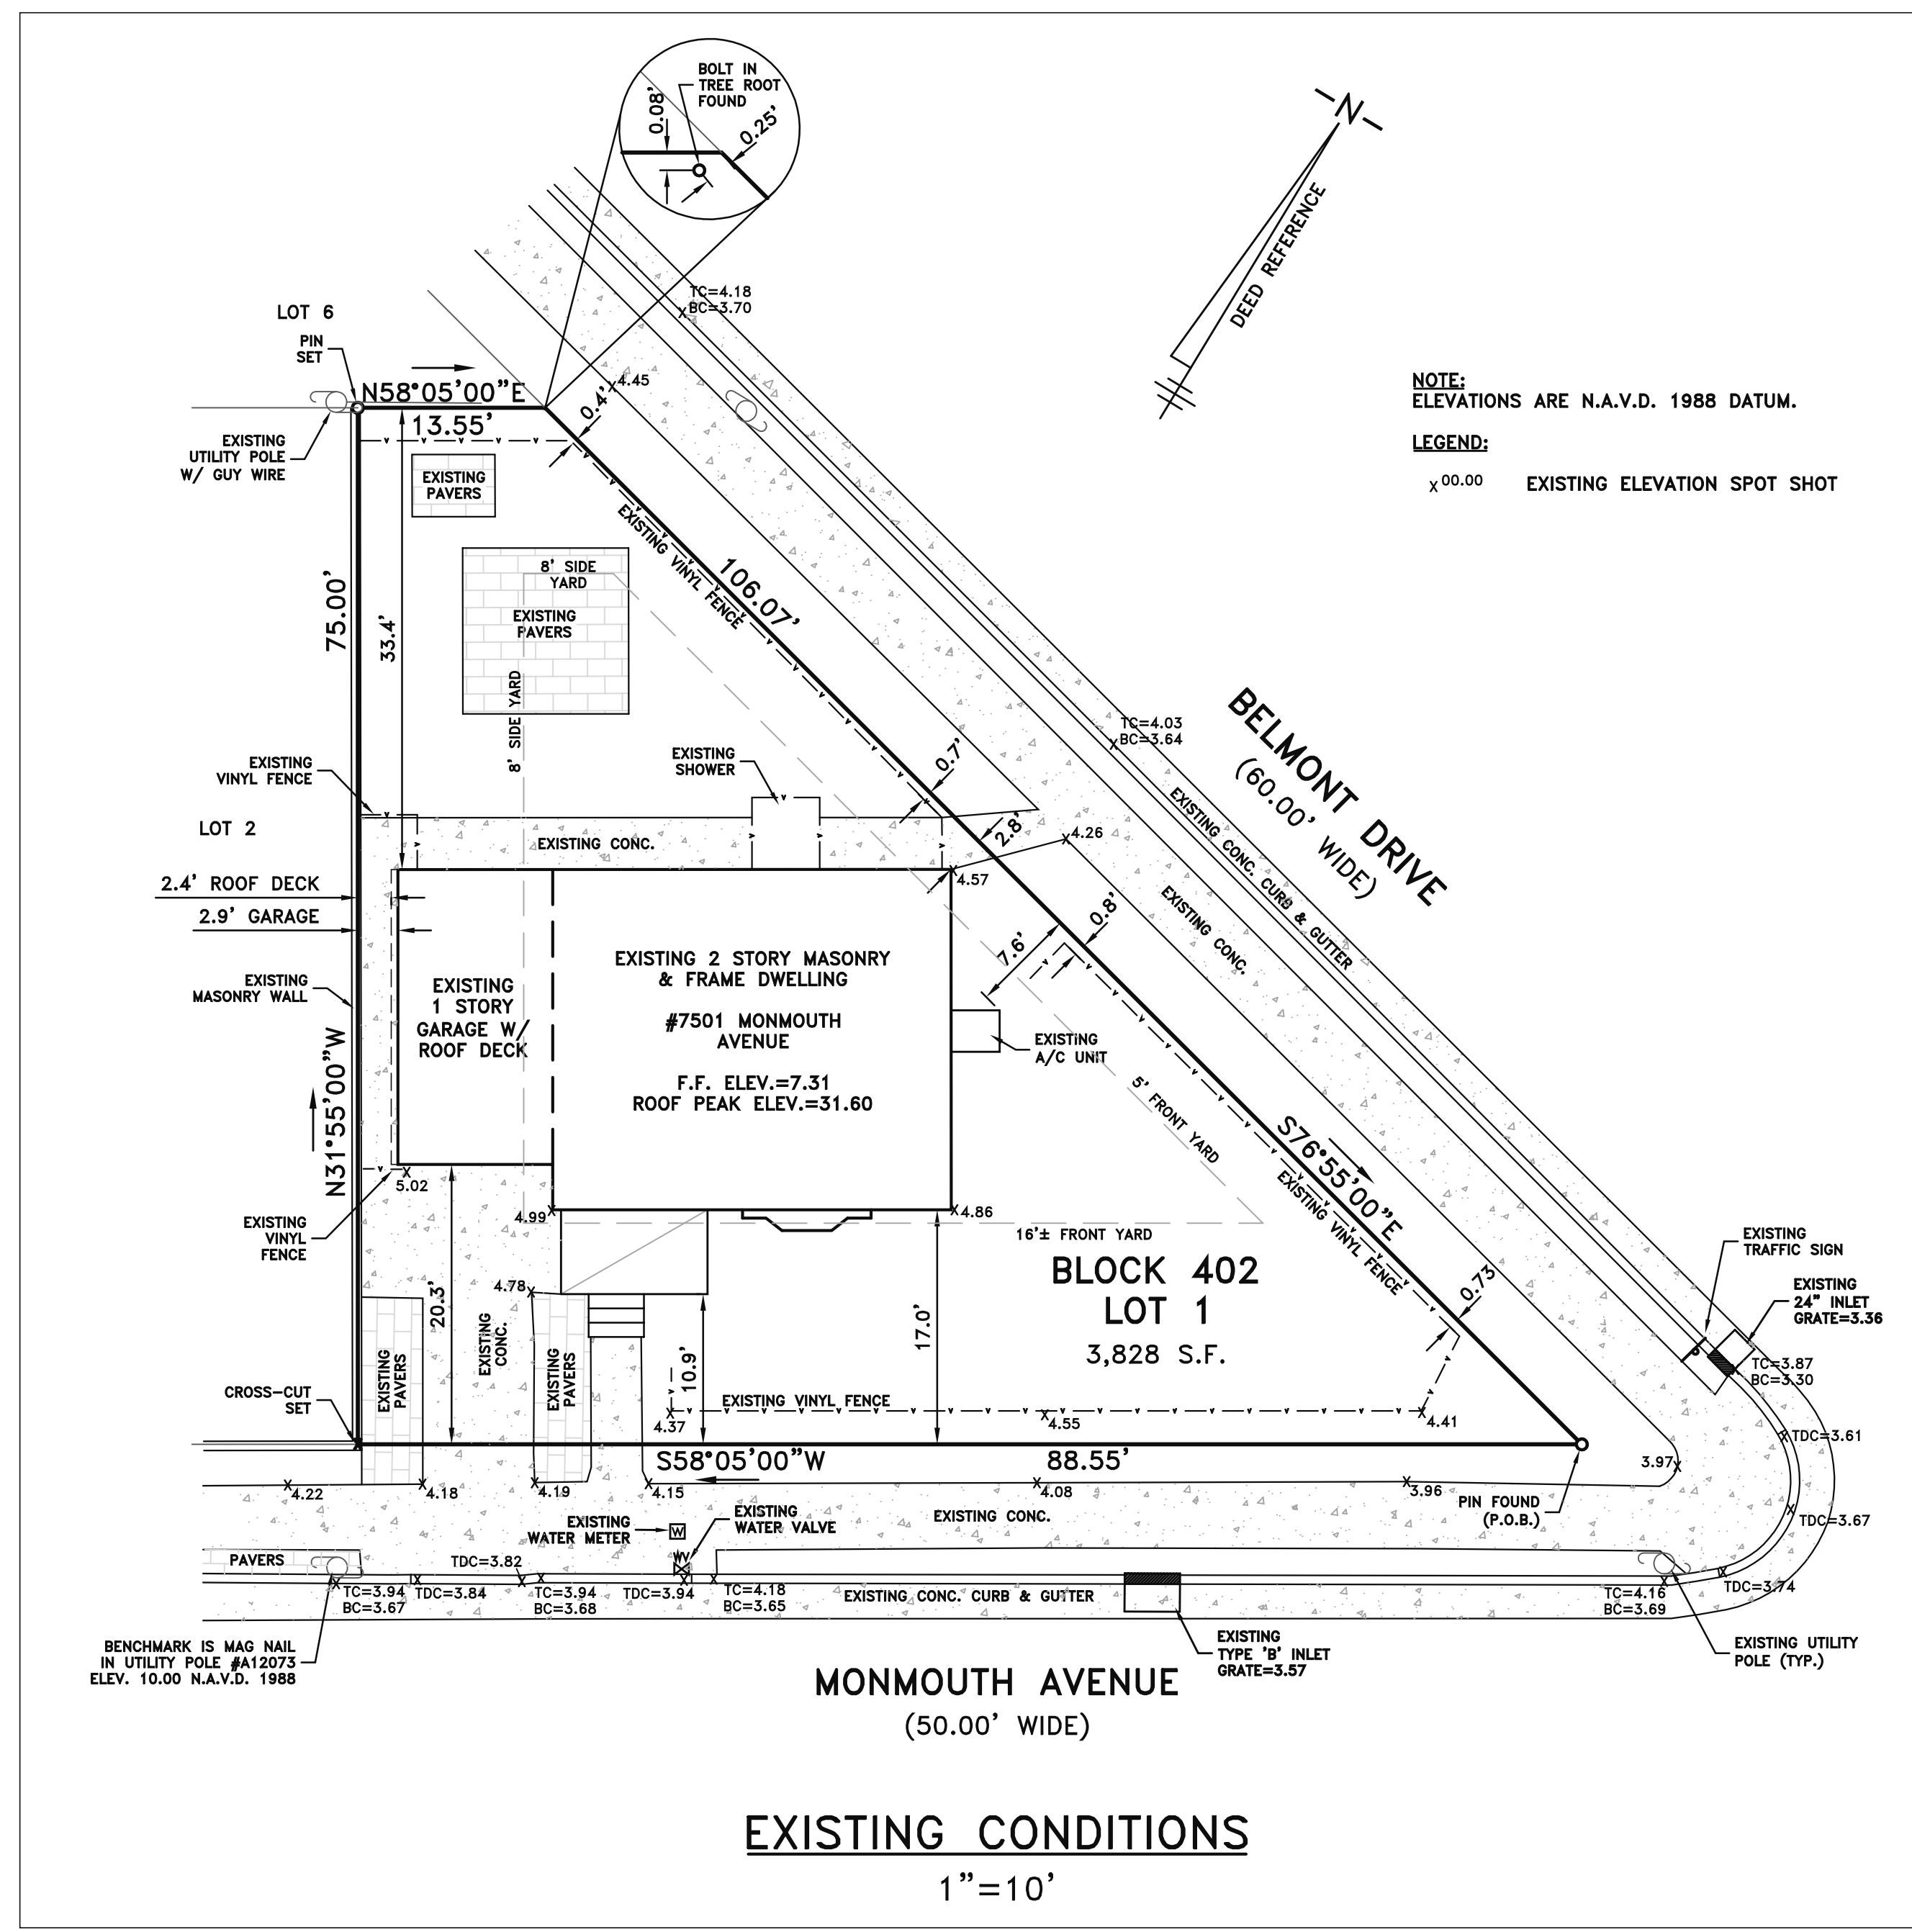 BOLT IN
TREE ROOT
FOUND
0.08'
0.25'
-N-
DEED REFERENCE
TC=4.18
BC=3.70
LOT 6
PIN
SET
N58°05'00"E
13.55'
0.4'
4.45
NOTE:
ELEVATIONS ARE N.A.V.D. 1988 DATUM.
LEGEND:
x 00.00 EXISTING ELEVATION SPOT SHOT
EXISTING
UTILITY POLE
W/ GUY WIRE
EXISTING
PAVERS
EXISTING VINYL FENCE
106.07'
75.00'
33.4'
8' SIDE
YARD
EXISTING
PAVERS
8' SIDE YARD
EXISTING
VINYL FENCE
EXISTING
SHOWER
0.7'
TC=4.03
BC=3.64
BELMONT DRIVE
(60.00' WIDE)
EXISTING CONC. CURB & GUTTER
LOT 2
EXISTING CONC.
2.8'
4.26
4.57
2.4' ROOF DECK
2.9' GARAGE
0.8'
EXISTING CONC.
7.6'
EXISTING
MASONRY WALL
EXISTING
1 STORY
GARAGE W/
ROOF DECK
EXISTING 2 STORY MASONRY
& FRAME DWELLING
#7501 MONMOUTH
AVENUE
F.F. ELEV.=7.31
ROOF PEAK ELEV.=31.60
EXISTING
A/C UNIT
5' FRONT YARD
N31°55'00"W
S76°55'00"E
EXISTING VINYL FENCE
5.02
4.99
4.86
EXISTING
VINYL
FENCE
16'± FRONT YARD
BLOCK 402
LOT 1
3,828 S.F.
0.73
EXISTING
TRAFFIC SIGN
EXISTING
24" INLET
GRATE=3.36
4.78
20.3'
EXISTING
CONC.
EXISTING
PAVERS
EXISTING
PAVERS
10.9'
17.0'
TC=3.87
BC=3.30
CROSS-CUT
SET
EXISTING VINYL FENCE
4.37
4.55
4.41
TDC=3.61
S58°05'00"W
88.55'
3.97
4.22
4.18
4.19
4.15
4.08
3.96
PIN FOUND
(P.O.B.)
TDC=3.67
EXISTING
WATER METER
W
EXISTING
WATER VALVE
WV
EXISTING CONC.
PAVERS
TDC=3.82
TC=3.94
BC=3.67
TDC=3.84
TC=3.94
BC=3.68
TDC=3.94
TC=4.18
BC=3.65
EXISTING CONC. CURB & GUTTER
TC=4.16
BC=3.69
TDC=3.74
BENCHMARK IS MAG NAIL
IN UTILITY POLE #A12073
ELEV. 10.00 N.A.V.D. 1988
EXISTING
TYPE 'B' INLET
GRATE=3.57
EXISTING UTILITY
POLE (TYP.)
MONMOUTH AVENUE
(50.00' WIDE)
EXISTING CONDITIONS
1"=10'